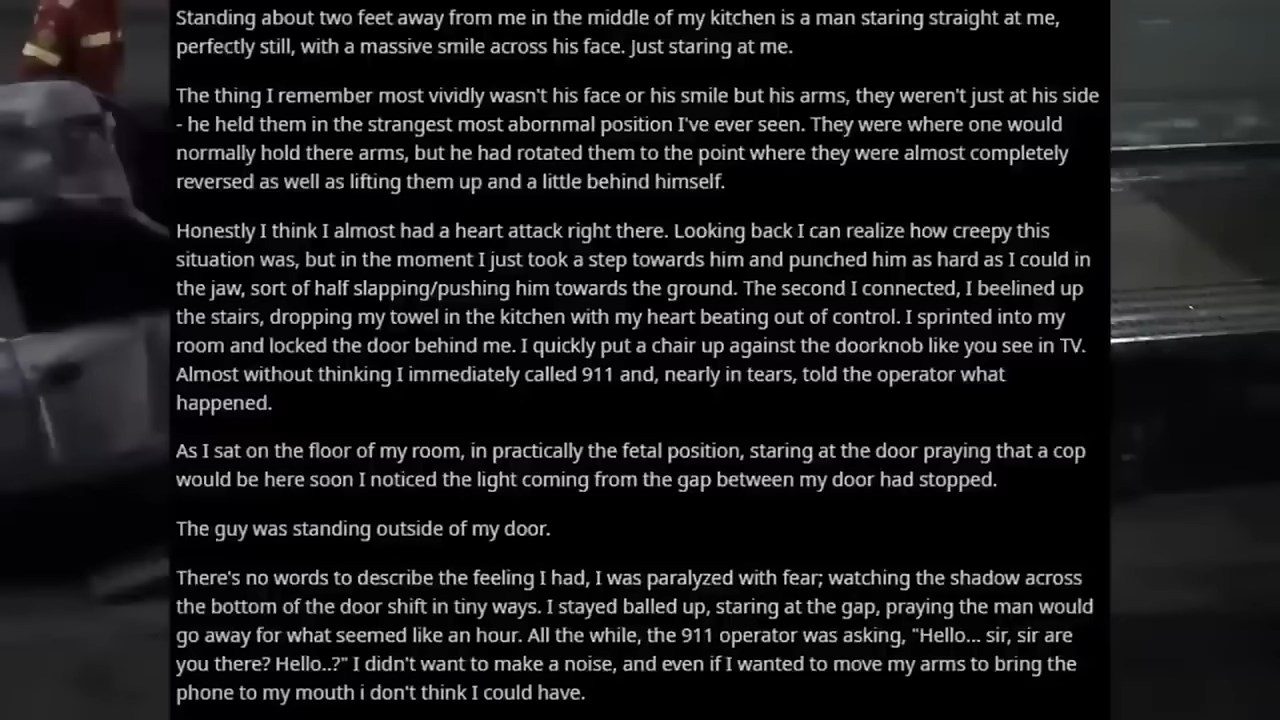 Standing about two feet away from me in the middle of my kitchen is a man staring straight at me,
perfectly still, with a massive smile across his face. Just staring at me.
The thing I remember most vividly wasn't his face or his smile but his arms, they weren't just at his side
- he held them in the strangest most abornmal position I've ever seen. They were where one would
normally hold there arms, but he had rotated them to the point where they were almost completely
reversed as well as lifting them up and a little behind himself.
Honestly I think I almost had a heart attack right there. Looking back I can realize how creepy this
situation was, but in the moment I just took a step towards him and punched him as hard as I could in
the jaw, sort of half slapping/pushing him towards the ground. The second I connected, I beelined up
the stairs, dropping my towel in the kitchen with my heart beating out of control. I sprinted into my
room and locked the door behind me. I quickly put a chair up against the doorknob like you see in TV.
Almost without thinking I immediately called 911 and, nearly in tears, told the operator what
happened.
As I sat on the floor of my room, in practically the fetal position, staring at the door praying that a cop
would be here soon I noticed the light coming from the gap between my door had stopped.
The guy was standing outside of my door.
There's no words to describe the feeling I had, I was paralyzed with fear; watching the shadow across
the bottom of the door shift in tiny ways. I stayed balled up, staring at the gap, praying the man would
go away for what seemed like an hour. All the while, the 911 operator was asking, "Hello... sir, sir are
you there? Hello..?" I didn't want to make a noise, and even if I wanted to move my arms to bring the
phone to my mouth i don't think I could have.